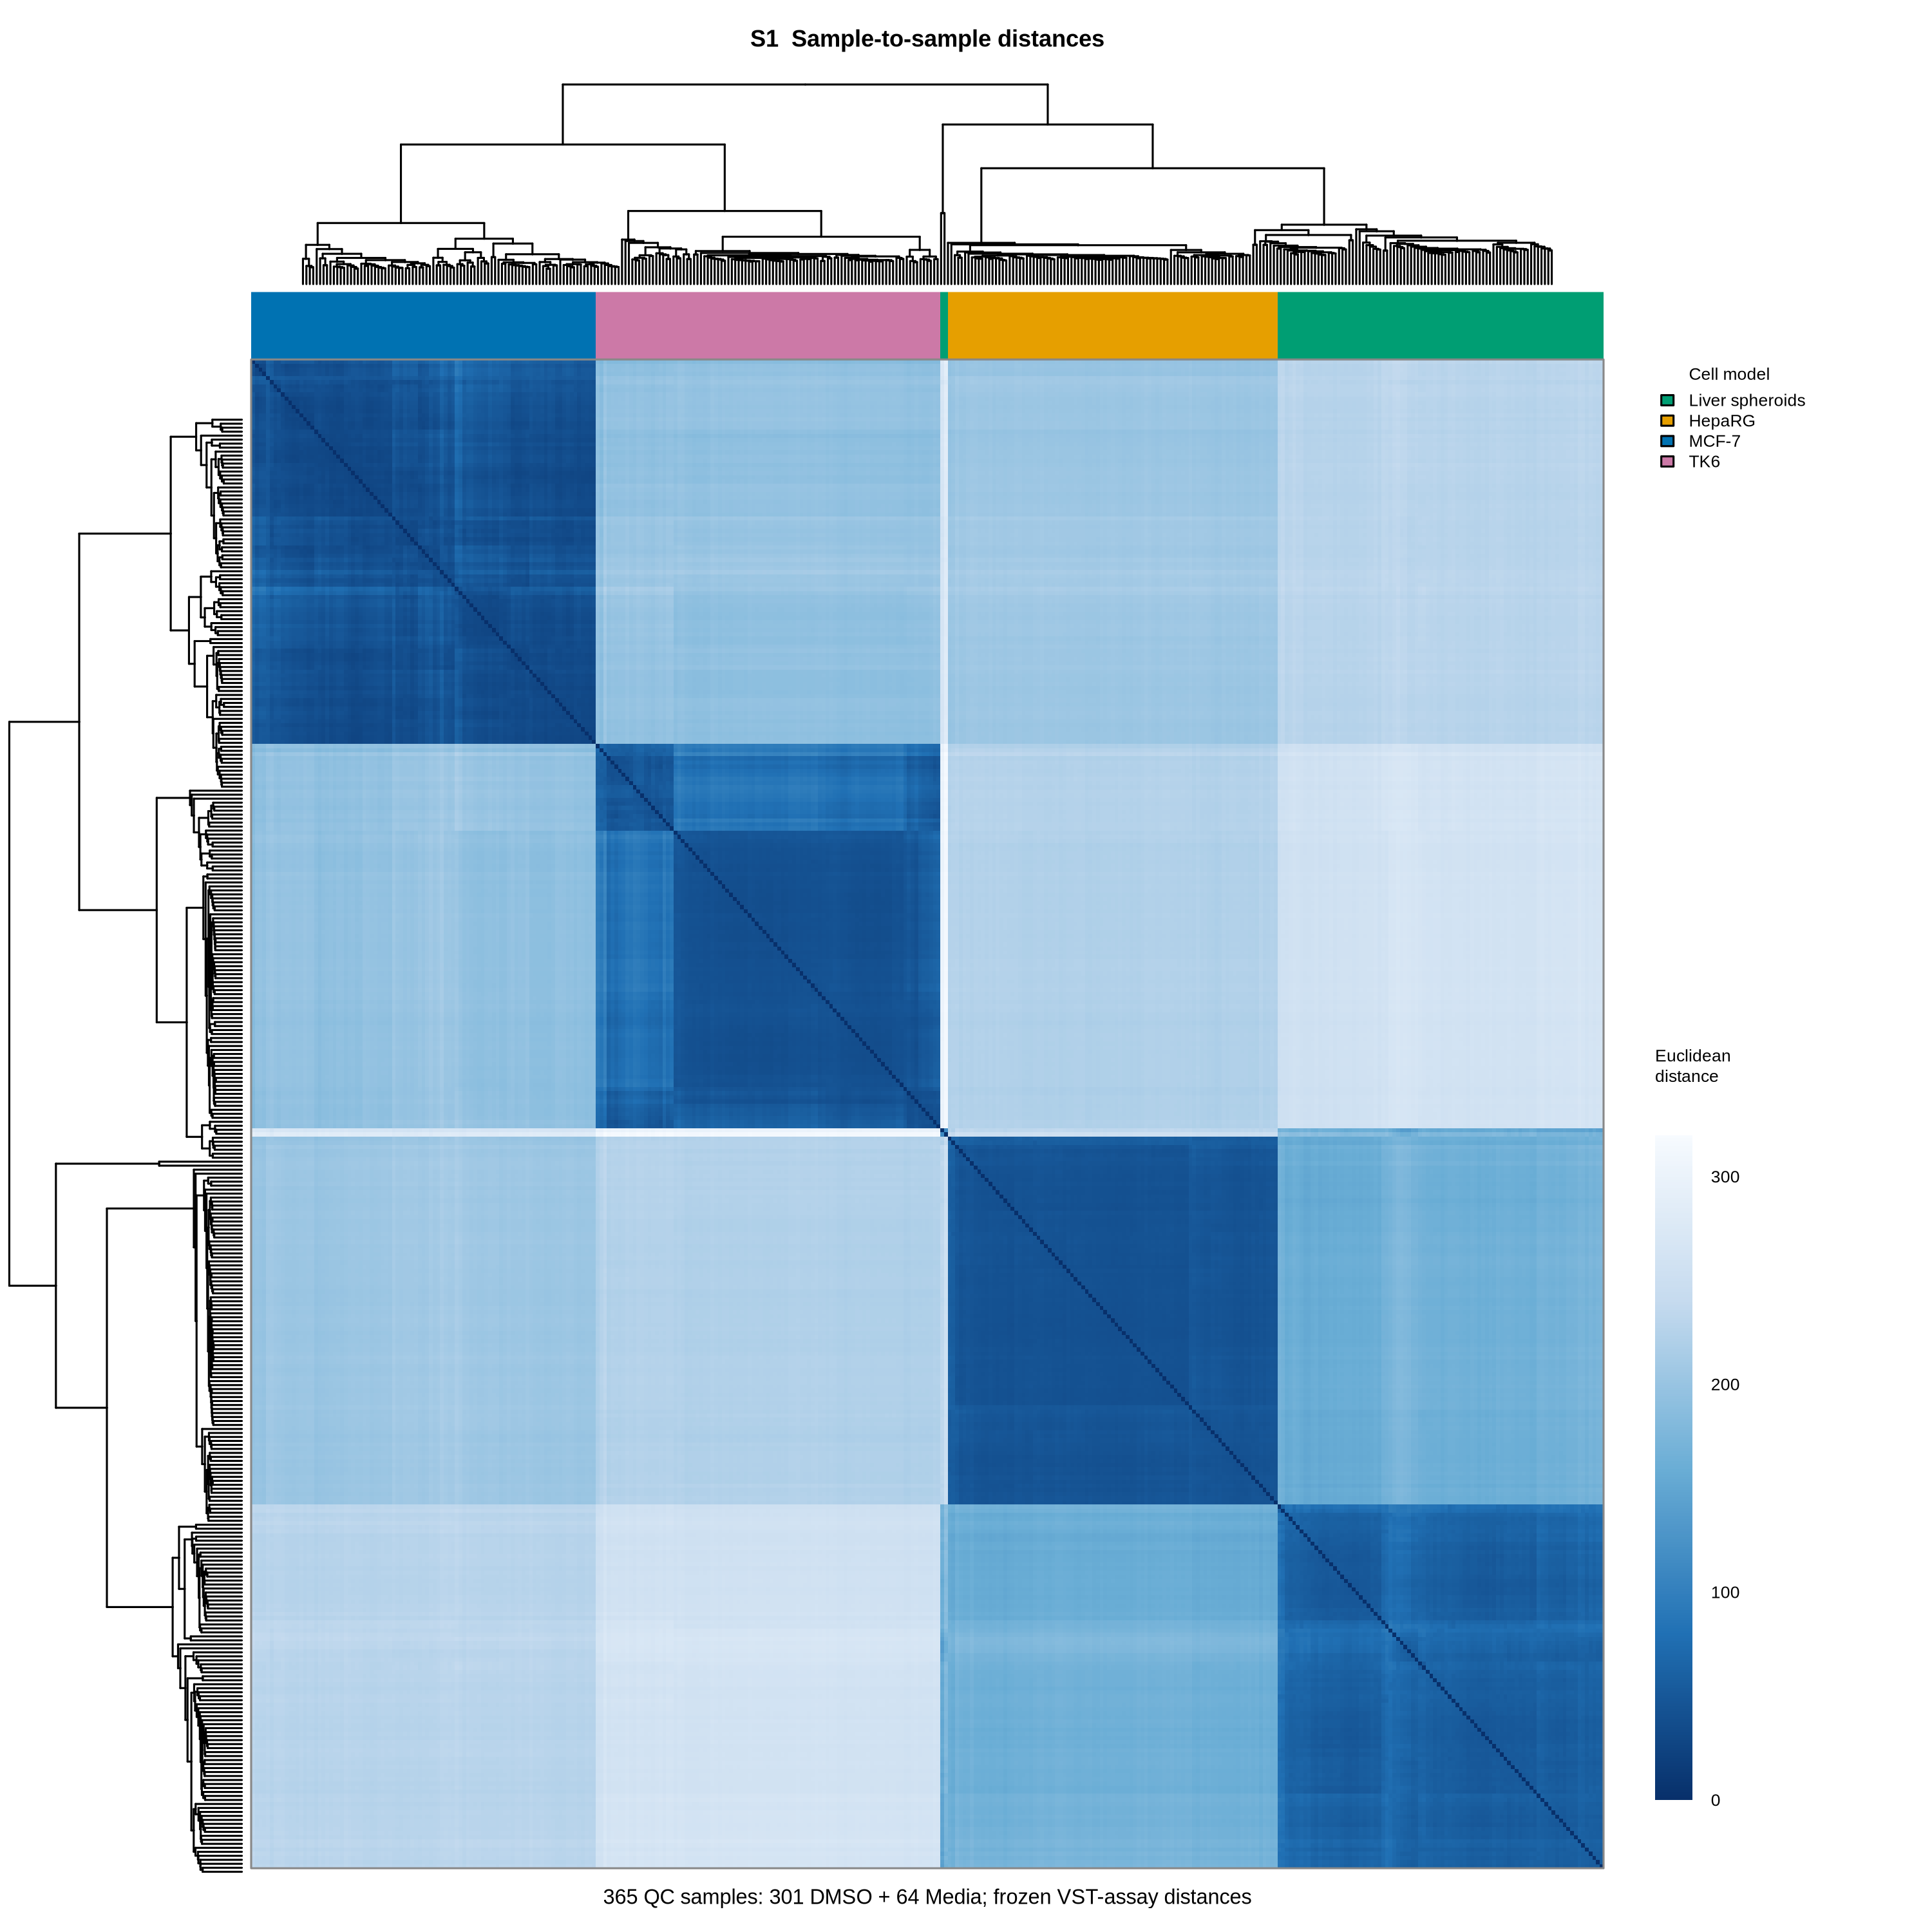 S1  Sample-to-sample distances
Cell model
Liver spheroids
HepaRG
MCF-7
TK6
Euclidean
distance
300
200
100
0
365 QC samples: 301 DMSO + 64 Media; frozen VST-assay distances